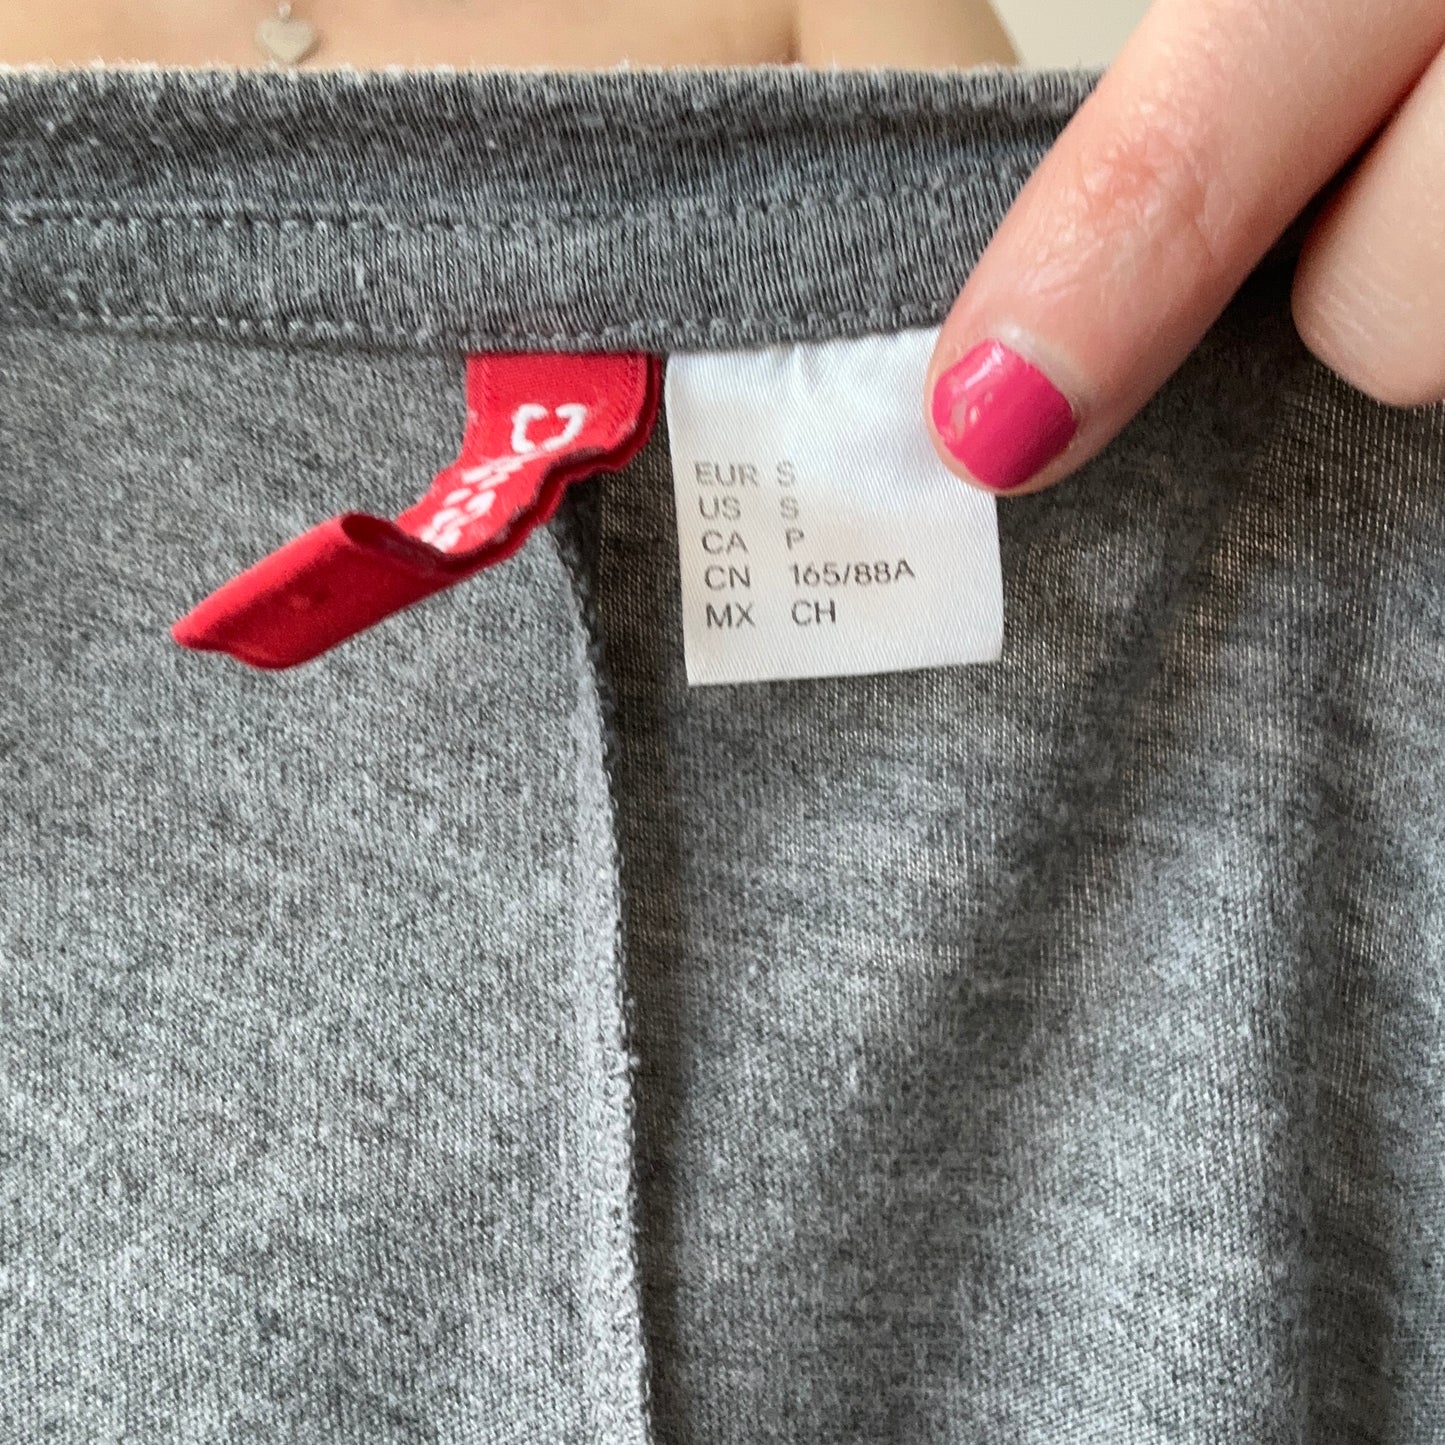 EUR S
US S
CA P
CN 165/88A
MX CH